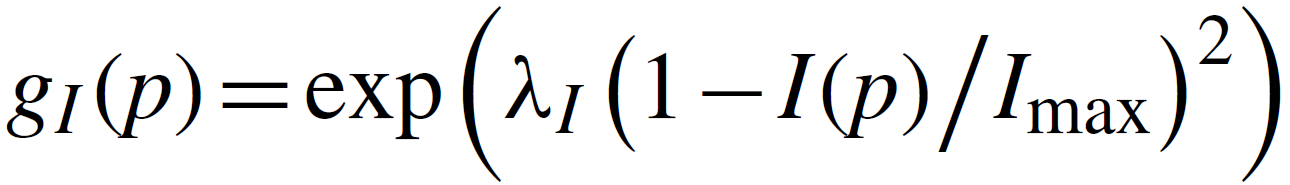 g_I(p) = exp(λ_I(1 − I(p)/I_max)^2)